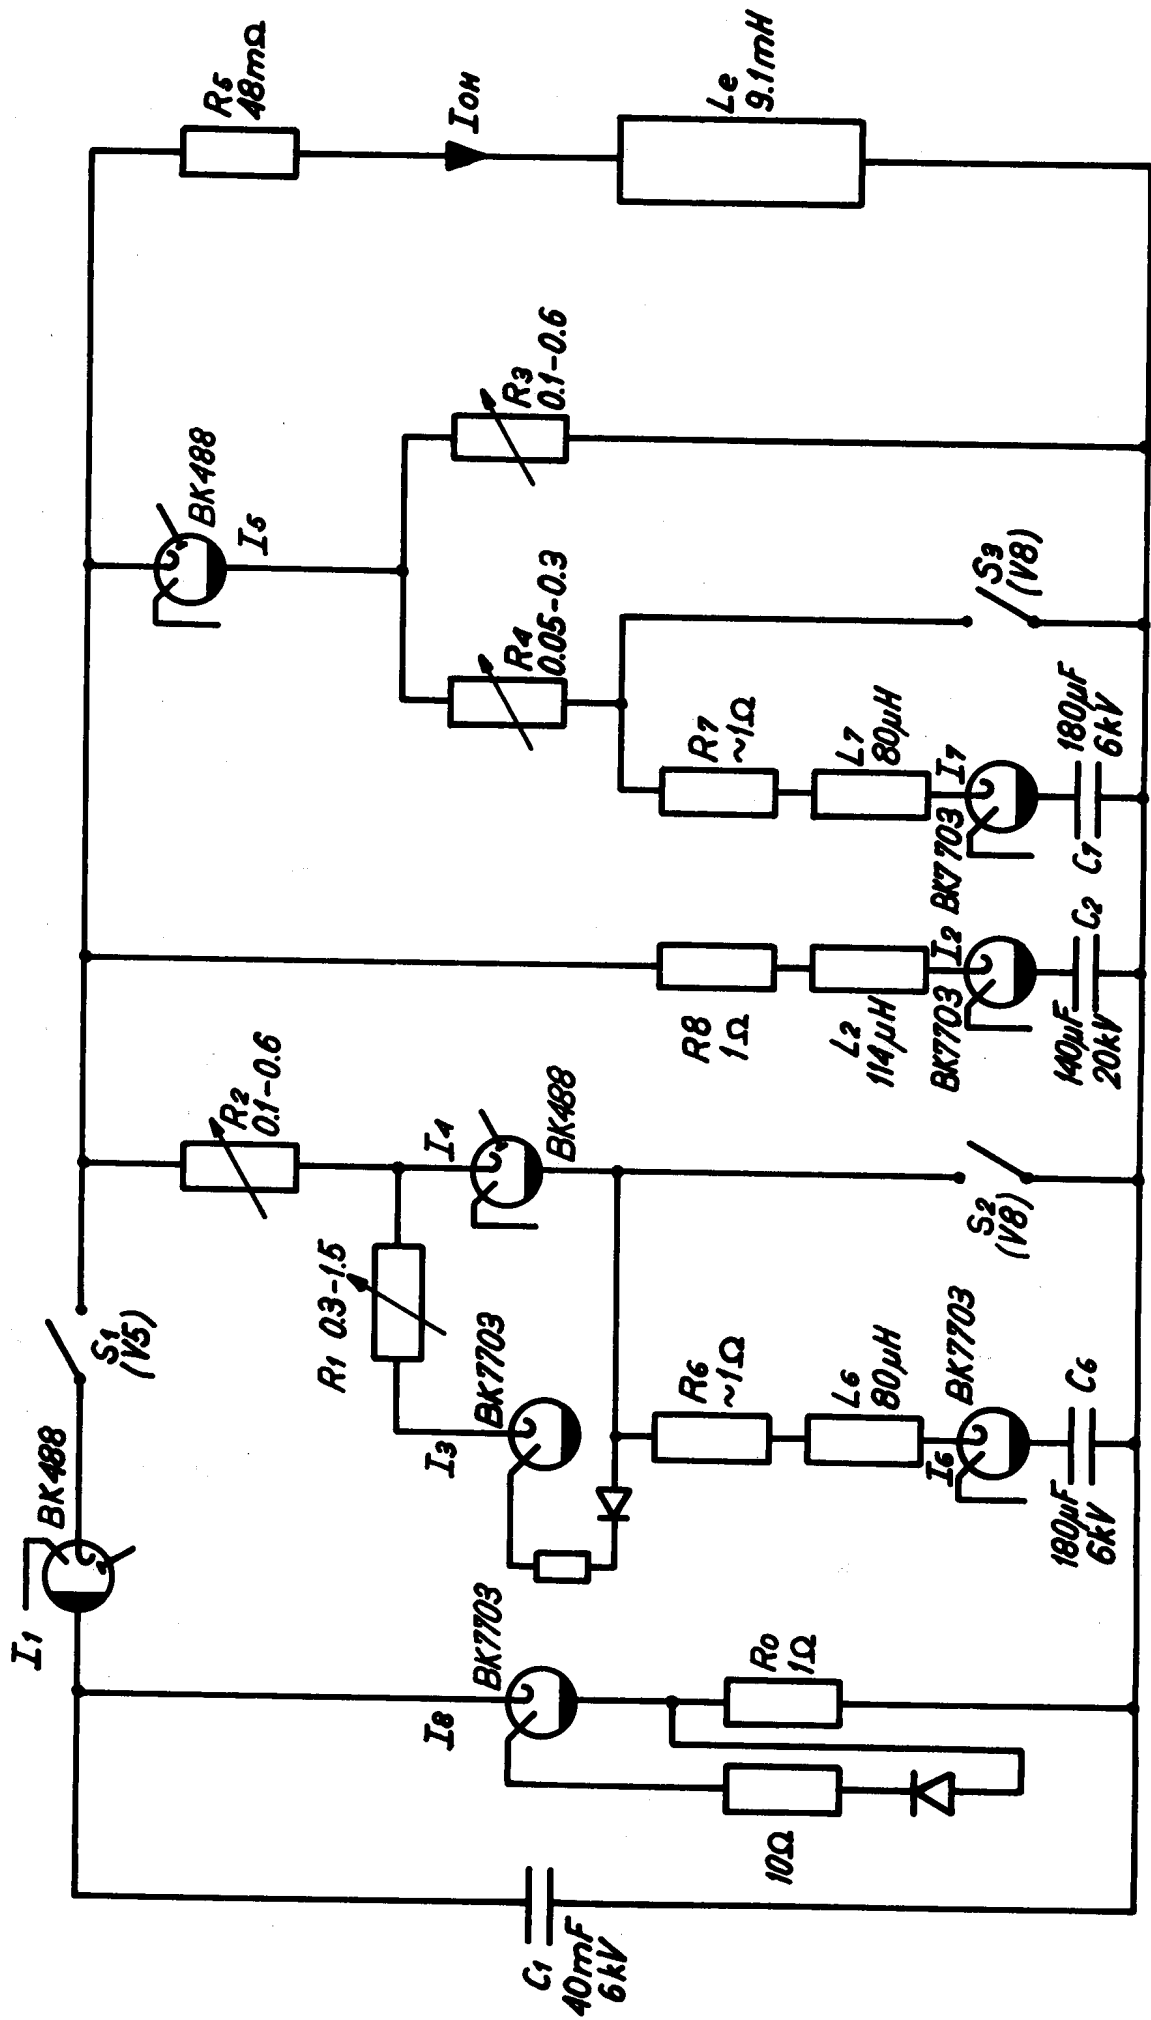 I1
BK488
S1
(V5)
C1
40mF
6kV
I8
BK7703
10Ω
R0
1Ω
R1 0.3-1.5
I3
BK7703
R2
0.1-0.6
I4
BK488
R6
~1Ω
L6
80μH
I6
BK7703
180μF
6kV
C6
S2
(V8)
R8
1Ω
L2
114μH
BK7703
I2
140μF
20kV
C2
BK488
I5
R4
0.05-0.3
R3
0.1-0.6
R7
~1Ω
L7
80μH
BK7703
I7
C7
180μF
6kV
S3
(V8)
R5
48mΩ
IOH
Le
9.1mH